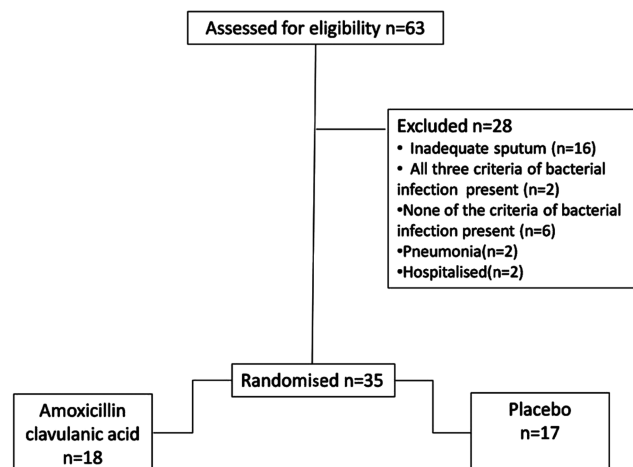 Assessed for eligibility n=63
Excluded n=28
• Inadequate sputum (n=16)
• All three criteria of bacterial
infection present (n=2)
•None of the criteria of bacterial
infection present (n=6)
•Pneumonia(n=2)
•Hospitalised(n=2)
Randomised n=35
Amoxicillin
clavulanic acid
n=18
Placebo
n=17